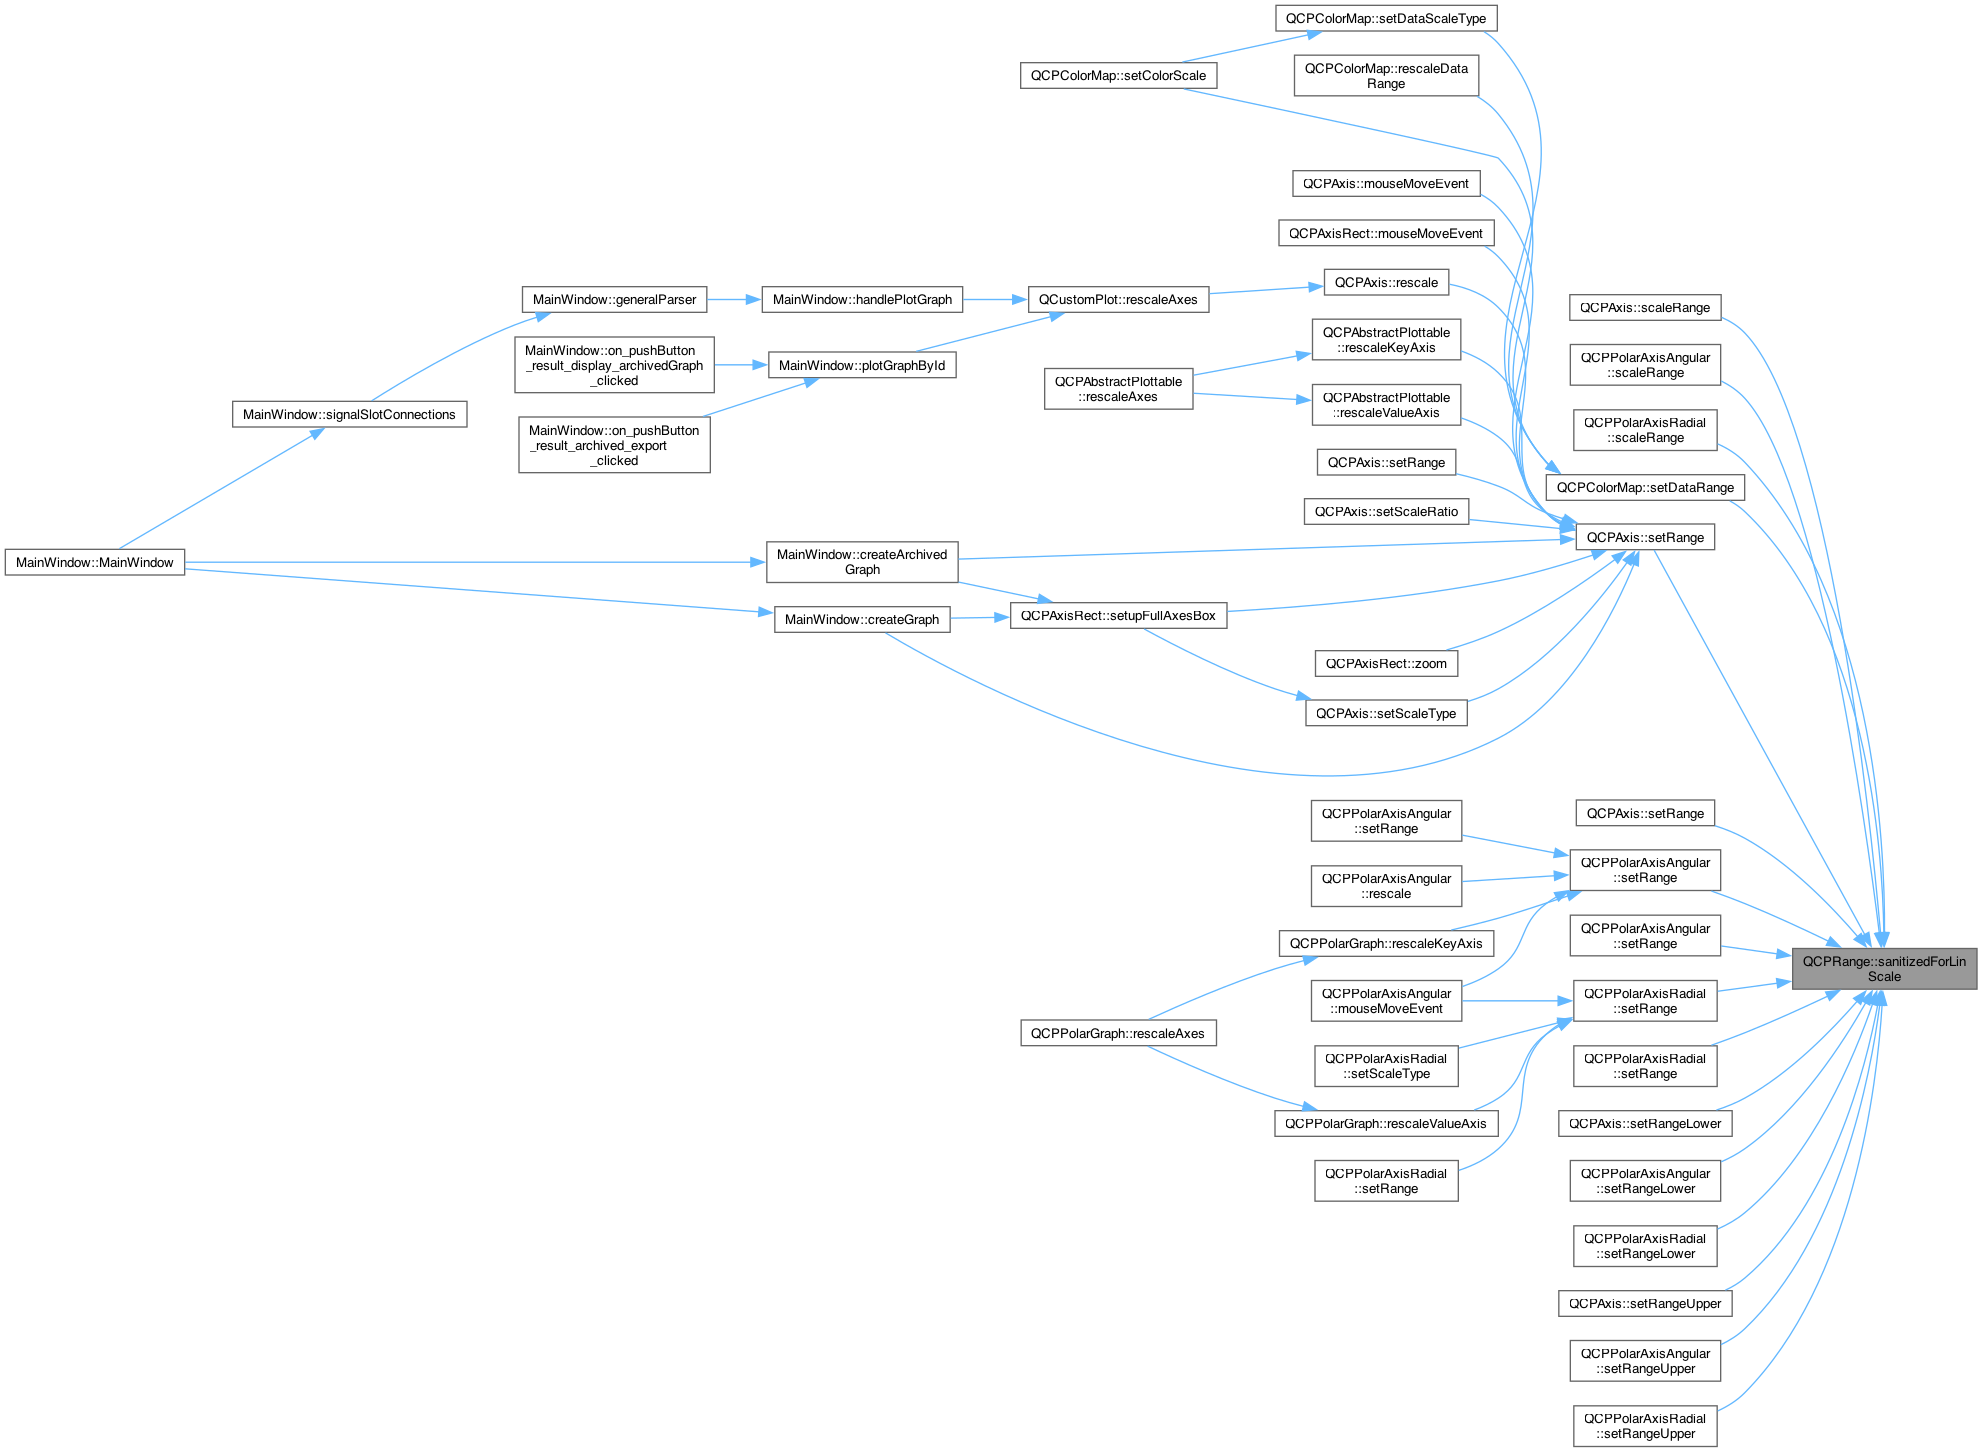 QCPColorMap::setDataScaleType
QCPColorMap::setColorScale
QCPColorMap::rescaleData
Range
QCPAxis::mouseMoveEvent
QCPAxisRect::mouseMoveEvent
QCPAxis::rescale
MainWindow::generalParser
MainWindow::handlePlotGraph
QCustomPlot::rescaleAxes
QCPAxis::scaleRange
QCPAbstractPlottable
::rescaleKeyAxis
MainWindow::on_pushButton
_result_display_archivedGraph
_clicked
MainWindow::plotGraphById
QCPPolarAxisAngular
::scaleRange
QCPAbstractPlottable
::rescaleAxes
QCPAbstractPlottable
::rescaleValueAxis
MainWindow::signalSlotConnections
QCPPolarAxisRadial
::scaleRange
MainWindow::on_pushButton
_result_archived_export
_clicked
QCPAxis::setRange
QCPColorMap::setDataRange
QCPAxis::setScaleRatio
QCPAxis::setRange
MainWindow::MainWindow
MainWindow::createArchived
Graph
MainWindow::createGraph
QCPAxisRect::setupFullAxesBox
QCPAxisRect::zoom
QCPAxis::setScaleType
QCPPolarAxisAngular
::setRange
QCPAxis::setRange
QCPPolarAxisAngular
::rescale
QCPPolarAxisAngular
::setRange
QCPPolarGraph::rescaleKeyAxis
QCPPolarAxisAngular
::setRange
QCPRange::sanitizedForLin
Scale
QCPPolarAxisAngular
::mouseMoveEvent
QCPPolarAxisRadial
::setRange
QCPPolarGraph::rescaleAxes
QCPPolarAxisRadial
::setScaleType
QCPPolarAxisRadial
::setRange
QCPPolarGraph::rescaleValueAxis
QCPAxis::setRangeLower
QCPPolarAxisRadial
::setRange
QCPPolarAxisAngular
::setRangeLower
QCPPolarAxisRadial
::setRangeLower
QCPAxis::setRangeUpper
QCPPolarAxisAngular
::setRangeUpper
QCPPolarAxisRadial
::setRangeUpper